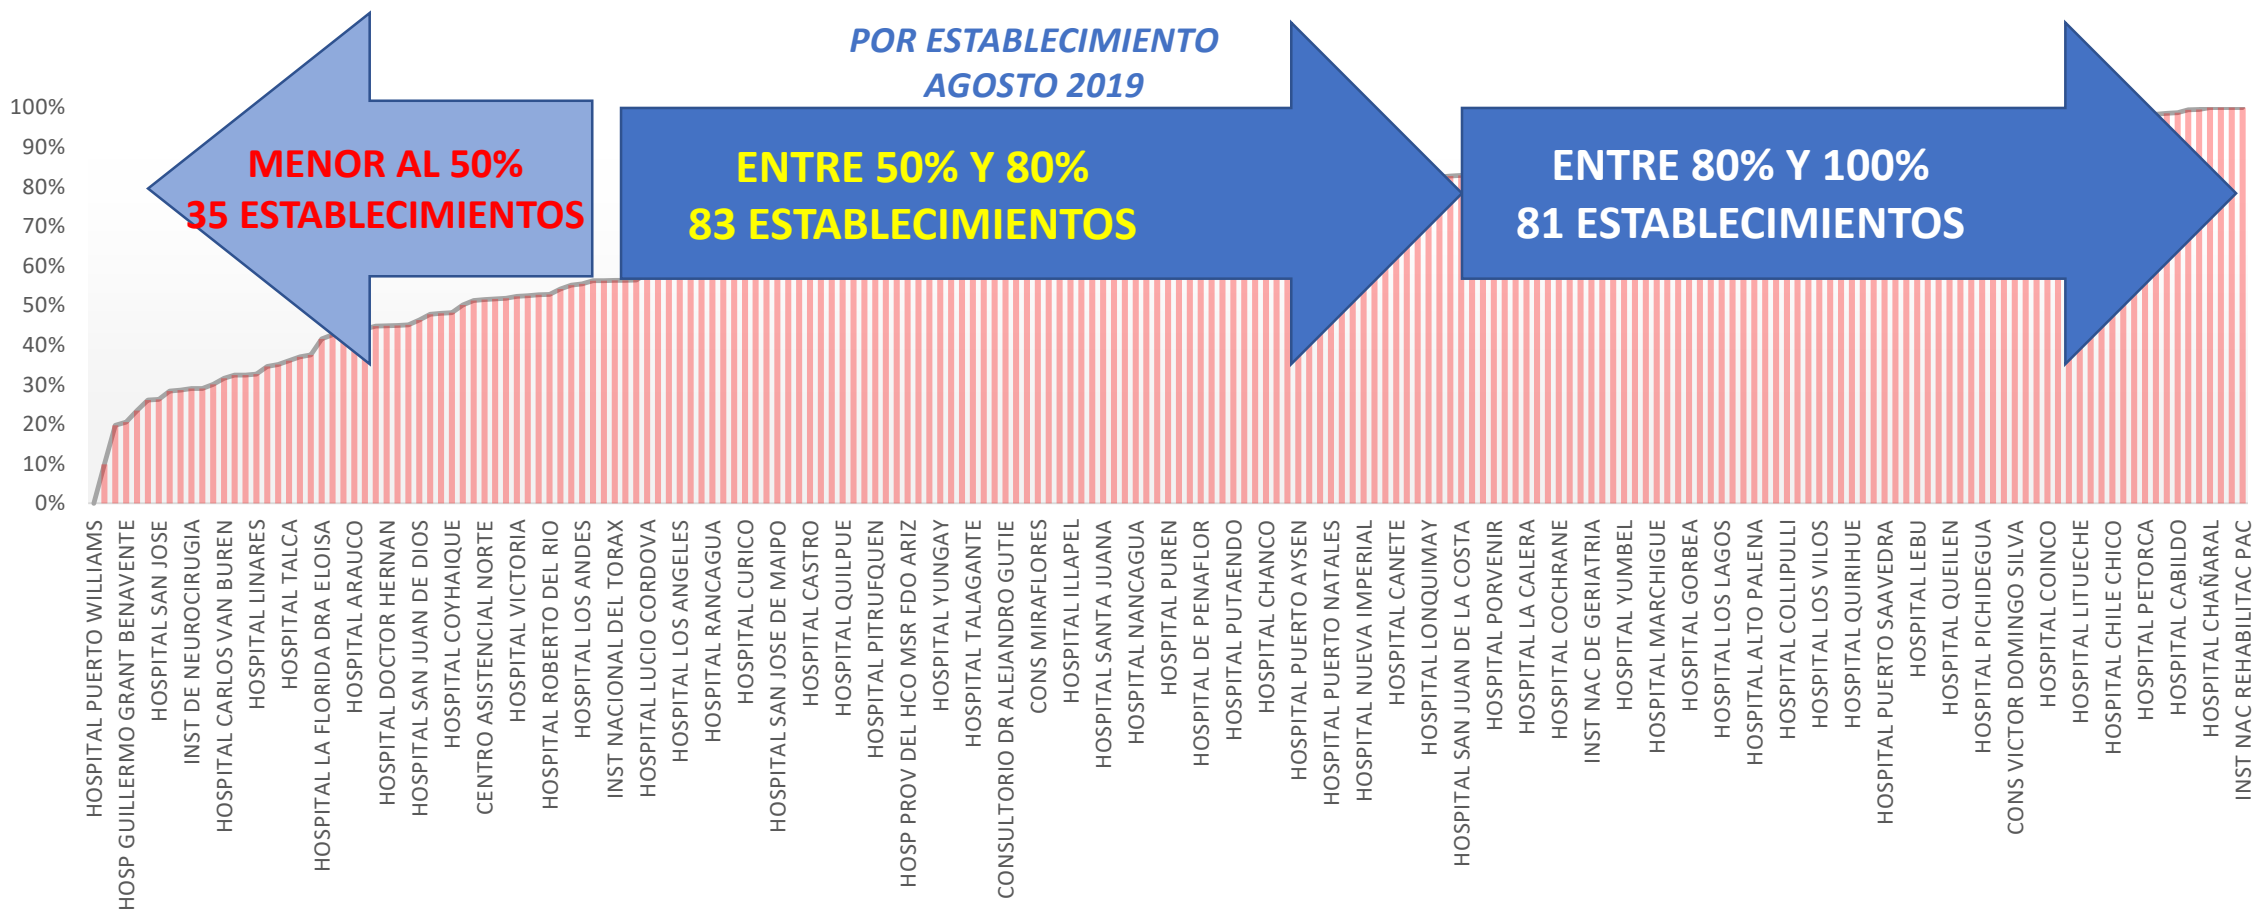 POR ESTABLECIMIENTO
AGOSTO 2019
MENOR AL 50%
35 ESTABLECIMIENTOS
ENTRE 50% Y 80%
83 ESTABLECIMIENTOS
ENTRE 80% Y 100%
81 ESTABLECIMIENTOS
100%
90%
80%
70%
60%
50%
40%
30%
20%
10%
0%
HOSPITAL PUERTO WILLIAMS
HOSP GUILLERMO GRANT BENAVENTE
HOSPITAL SAN JOSE
INST DE NEUROCIRUGIA
HOSPITAL CARLOS VAN BUREN
HOSPITAL LINARES
HOSPITAL TALCA
HOSPITAL LA FLORIDA DRA ELOISA
HOSPITAL ARAUCO
HOSPITAL DOCTOR HERNAN
HOSPITAL SAN JUAN DE DIOS
HOSPITAL COYHAIQUE
CENTRO ASISTENCIAL NORTE
HOSPITAL VICTORIA
HOSPITAL ROBERTO DEL RIO
HOSPITAL LOS ANDES
INST NACIONAL DEL TORAX
HOSPITAL LUCIO CORDOVA
HOSPITAL LOS ANGELES
HOSPITAL RANCAGUA
HOSPITAL CURICO
HOSPITAL SAN JOSE DE MAIPO
HOSPITAL CASTRO
HOSPITAL QUILPUE
HOSPITAL PITRUFQUEN
HOSP PROV DEL HCO MSR FDO ARIZ
HOSPITAL YUNGAY
HOSPITAL TALAGANTE
CONSULTORIO DR ALEJANDRO GUTIE
CONS MIRAFLORES
HOSPITAL ILLAPEL
HOSPITAL SANTA JUANA
HOSPITAL NANCAGUA
HOSPITAL PUREN
HOSPITAL DE PENAFLOR
HOSPITAL PUTAENDO
HOSPITAL CHANCO
HOSPITAL PUERTO AYSEN
HOSPITAL PUERTO NATALES
HOSPITAL NUEVA IMPERIAL
HOSPITAL CANETE
HOSPITAL LONQUIMAY
HOSPITAL SAN JUAN DE LA COSTA
HOSPITAL PORVENIR
HOSPITAL LA CALERA
HOSPITAL COCHRANE
INST NAC DE GERIATRIA
HOSPITAL YUMBEL
HOSPITAL MARCHIGUE
HOSPITAL GORBEA
HOSPITAL LOS LAGOS
HOSPITAL ALTO PALENA
HOSPITAL COLLIPULLI
HOSPITAL LOS VILOS
HOSPITAL QUIRIHUE
HOSPITAL PUERTO SAAVEDRA
HOSPITAL LEBU
HOSPITAL QUEILEN
HOSPITAL PICHIDEGUA
CONS VICTOR DOMINGO SILVA
HOSPITAL COINCO
HOSPITAL LITUECHE
HOSPITAL CHILE CHICO
HOSPITAL PETORCA
HOSPITAL CABILDO
HOSPITAL CHAÑARAL
INST NAC REHABILITAC PAC